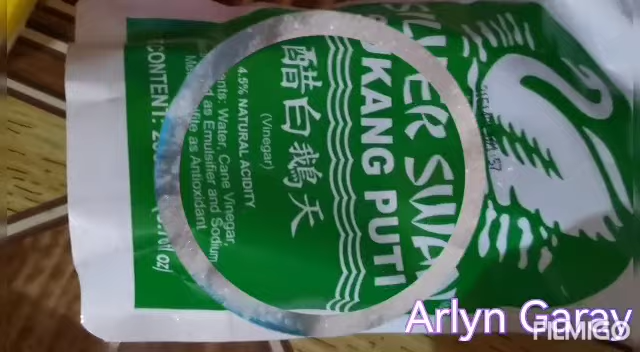 SILVER SWAN
KANG PUTI
天鵝白醋
(Vinegar)
4.5% NATURAL ACIDITY
Water, Cane Vinegar,
as Emulsifier and Sodium
as Antioxidant
CONTENT:
Arlyn Garay
FILMIGO